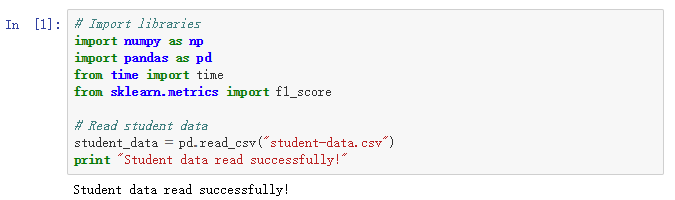 In [1]:
# Import libraries
import numpy as np
import pandas as pd
from time import time
from sklearn.metrics import f1_score
# Read student data
student_data = pd.read_csv("student-data.csv")
print "Student data read successfully!"
Student data read successfully!